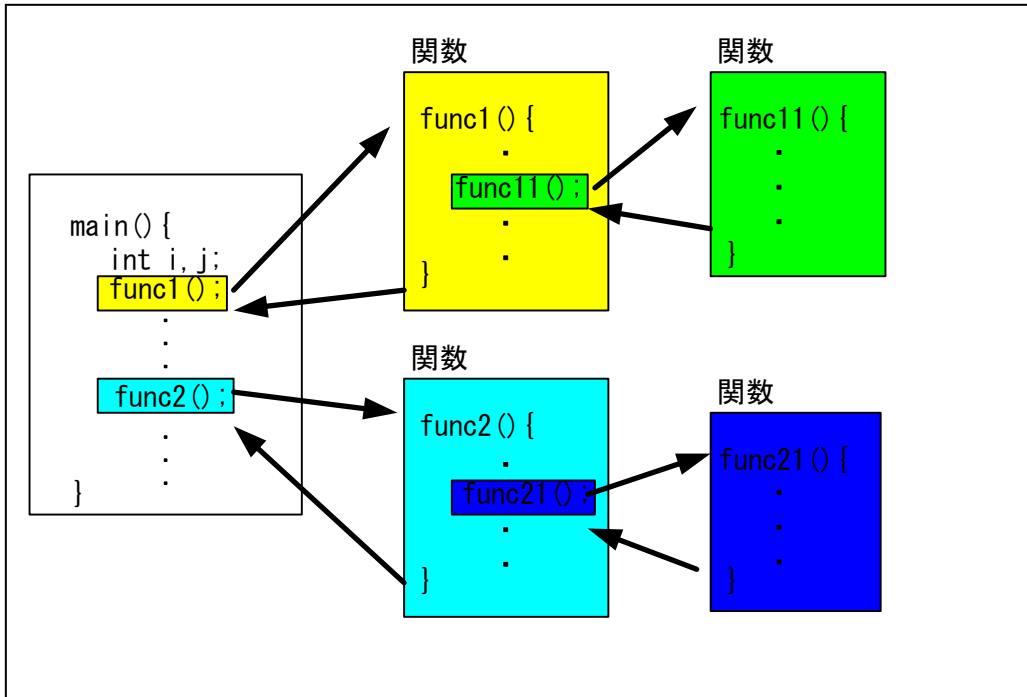 main(){
int i,j;
func1();
.
.
.
func2();
.
.
.
}
関数
func1(){
.
func11();
.
.
}
関数
func11(){
.
.
.
}
関数
func2(){
.
func21();
.
.
}
関数
func21(){
.
.
.
}